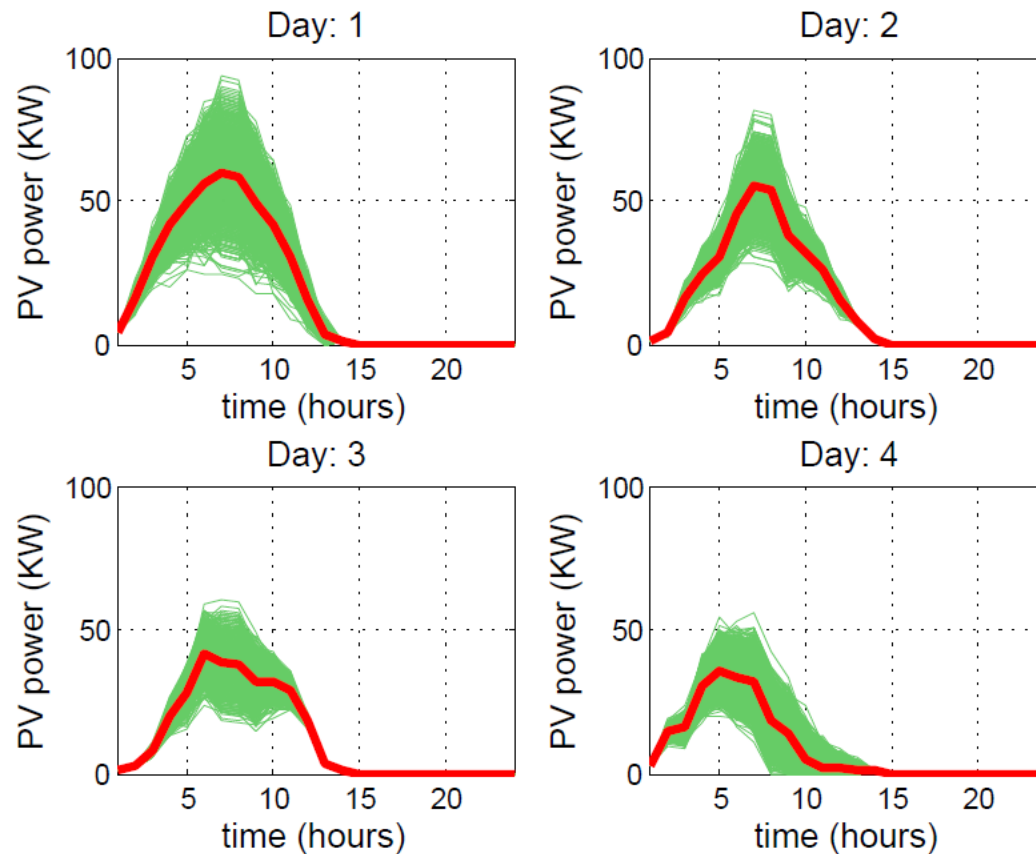 Day: 1
100
50
0
PV power (KW)
5 10 15 20
time (hours)
Day: 2
100
50
0
PV power (KW)
5 10 15 20
time (hours)
Day: 3
100
50
0
PV power (KW)
5 10 15 20
time (hours)
Day: 4
100
50
0
PV power (KW)
5 10 15 20
time (hours)